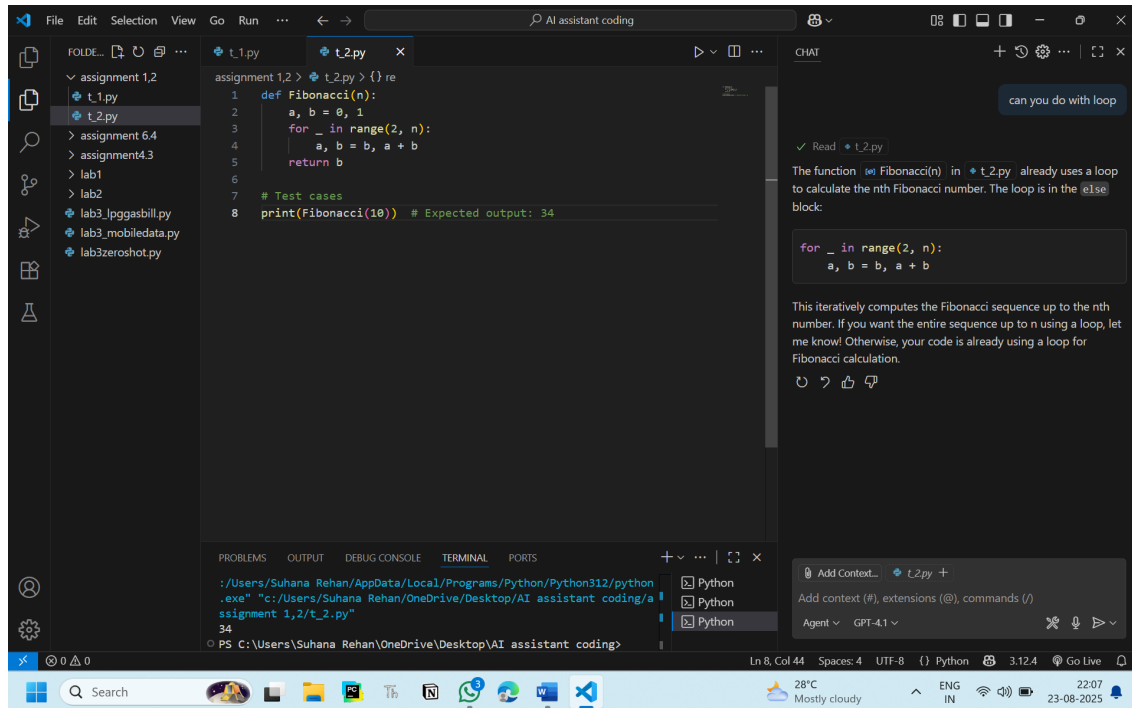 File Edit Selection View Go Run ··· AI assistant coding
FOLDE...
assignment 1,2
t_1.py
t_2.py
assignment 6.4
assignment4.3
lab1
lab2
lab3_lpggasbill.py
lab3_mobiledata.py
lab3zeroshot.py
t_1.py t_2.py
assignment 1,2 > t_2.py > {} re
1 def Fibonacci(n):
2     a, b = 0, 1
3     for _ in range(2, n):
4         a, b = b, a + b
5     return b
6
7 # Test cases
8 print(Fibonacci(10))  # Expected output: 34
PROBLEMS OUTPUT DEBUG CONSOLE TERMINAL PORTS
:/Users/Suhana Rehan/AppData/Local/Programs/Python/Python312/python
.exe" "c:/Users/Suhana Rehan/OneDrive/Desktop/AI assistant coding/a
ssignment 1,2/t_2.py"
34
PS C:\Users\Suhana Rehan\OneDrive\Desktop\AI assistant coding>
Python
Python
Python
CHAT
can you do with loop
Read t_2.py
The function Fibonacci(n) in t_2.py already uses a loop
to calculate the nth Fibonacci number. The loop is in the else
block:
for _ in range(2, n):
    a, b = b, a + b
This iteratively computes the Fibonacci sequence up to the nth
number. If you want the entire sequence up to n using a loop, let
me know! Otherwise, your code is already using a loop for
Fibonacci calculation.
Add Context... t_2.py
Add context (#), extensions (@), commands (/)
Agent GPT-4.1
0 0 Ln 8, Col 44 Spaces: 4 UTF-8 {} Python 3.12.4 Go Live
Search
PC
3
28°C
Mostly cloudy
ENG
IN
22:07
23-08-2025